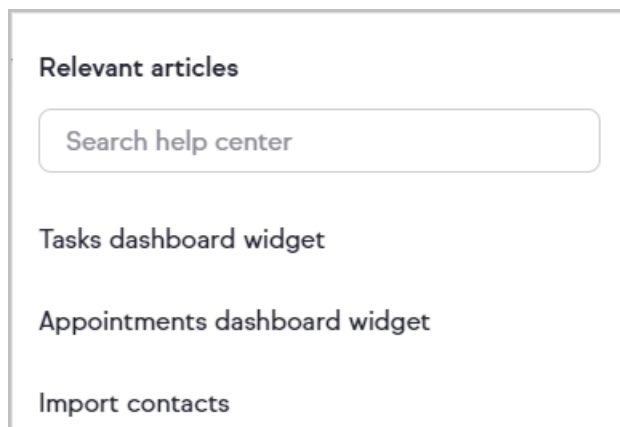 Relevant articles
Search help center
Tasks dashboard widget
Appointments dashboard widget
Import contacts